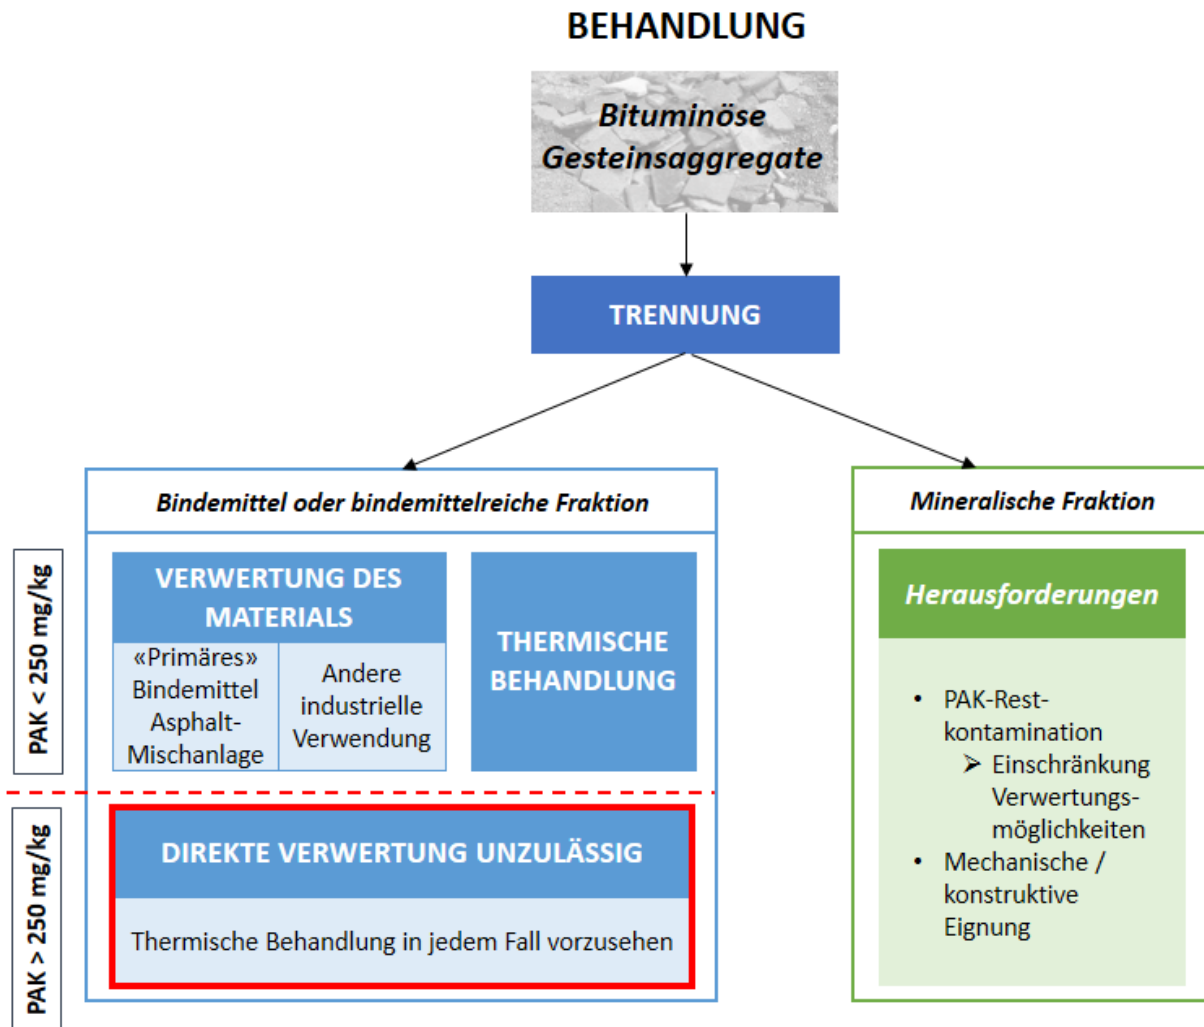 BEHANDLUNG
Bituminöse
Gesteinsaggregate
TRENNUNG
Bindemittel oder bindemittelreiche Fraktion
PAK < 250 mg/kg
VERWERTUNG DES
MATERIALS
«Primäres»
Bindemittel
Asphalt-
Mischanlage
Andere
industrielle
Verwendung
THERMISCHE
BEHANDLUNG
PAK > 250 mg/kg
DIREKTE VERWERTUNG UNZULÄSSIG
Thermische Behandlung in jedem Fall vorzusehen
Mineralische Fraktion
Herausforderungen
• PAK-Rest-
kontamination
➢ Einschränkung
Verwertungs-
möglichkeiten
• Mechanische /
konstruktive
Eignung